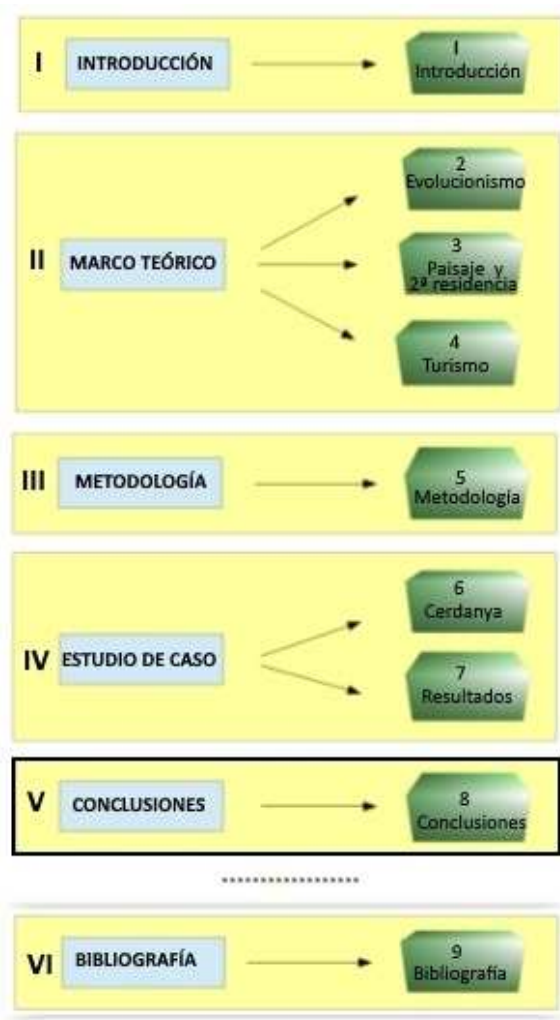 I
INTRODUCCIÓN
1
Introducción
II
MARCO TEÓRICO
2
Evolucionismo
3
Paisaje y
2ª residencia
4
Turismo
III
METODOLOGÍA
5
Metodología
IV
ESTUDIO DE CASO
6
Cerdanya
7
Resultados
V
CONCLUSIONES
8
Conclusiones
VI
BIBLIOGRAFÍA
9
Bibliografía